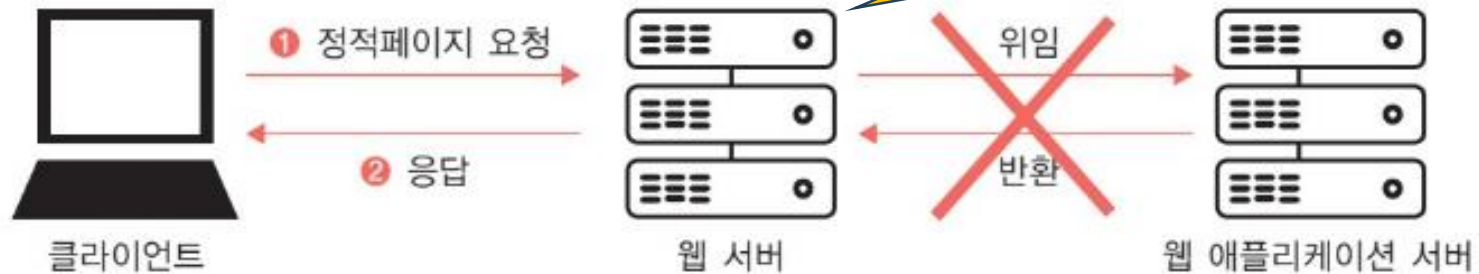 ❶ 정적페이지 요청
위임
❷ 응답
반환
클라이언트
웹 서버
웹 애플리케이션 서버